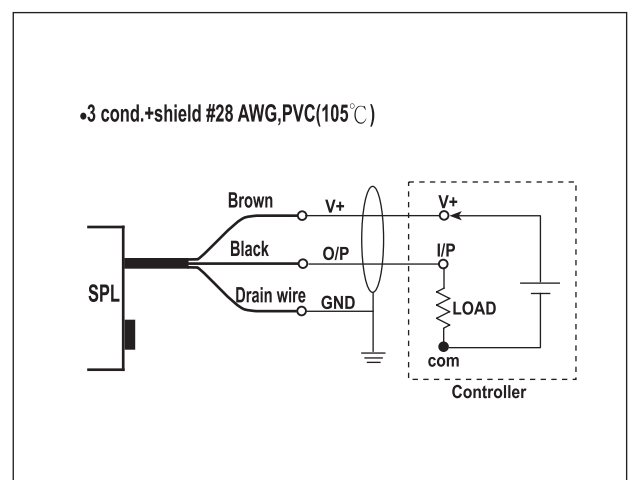 •3 cond.+shield #28 AWG,PVC(105℃)
Brown
V+
V+
Black
O/P
I/P
SPL
Drain wire
GND
LOAD
com
Controller